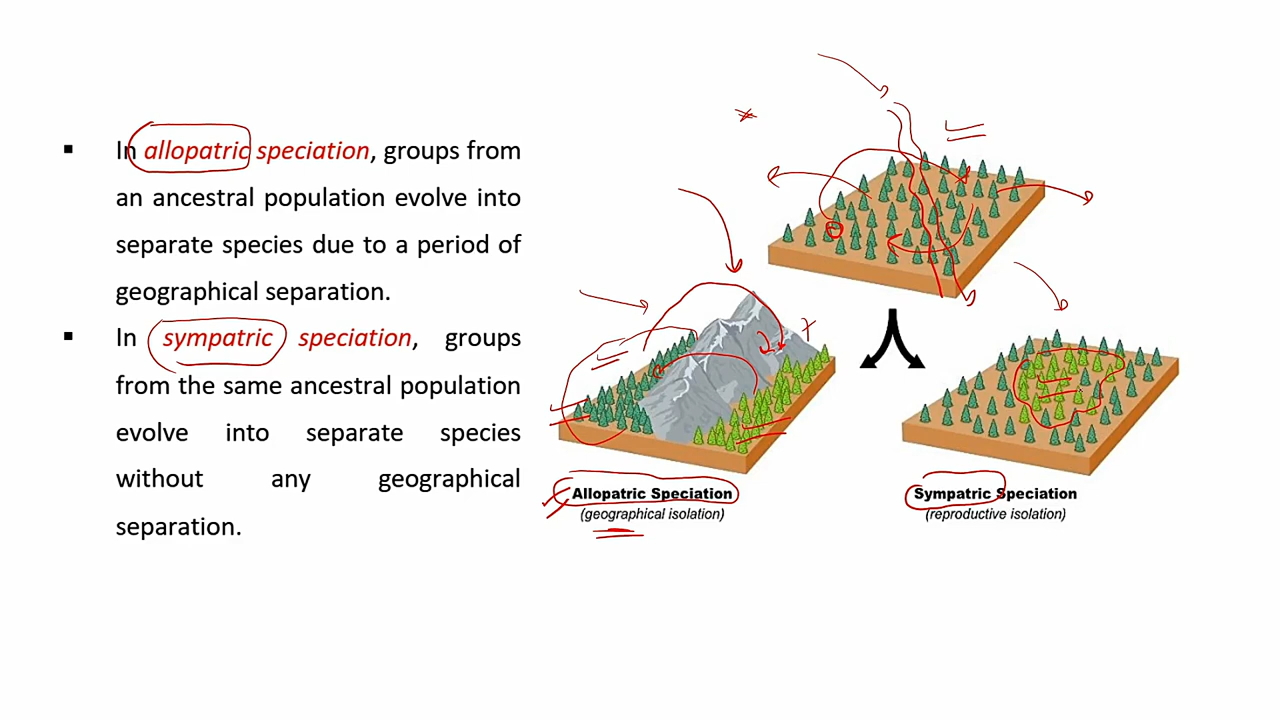 ▪ In allopatric speciation, groups from
an ancestral population evolve into
separate species due to a period of
geographical separation.
▪ In sympatric speciation, groups
from the same ancestral population
evolve into separate species
without any geographical
separation.
Allopatric Speciation
(geographical isolation)
Sympatric Speciation
(reproductive isolation)